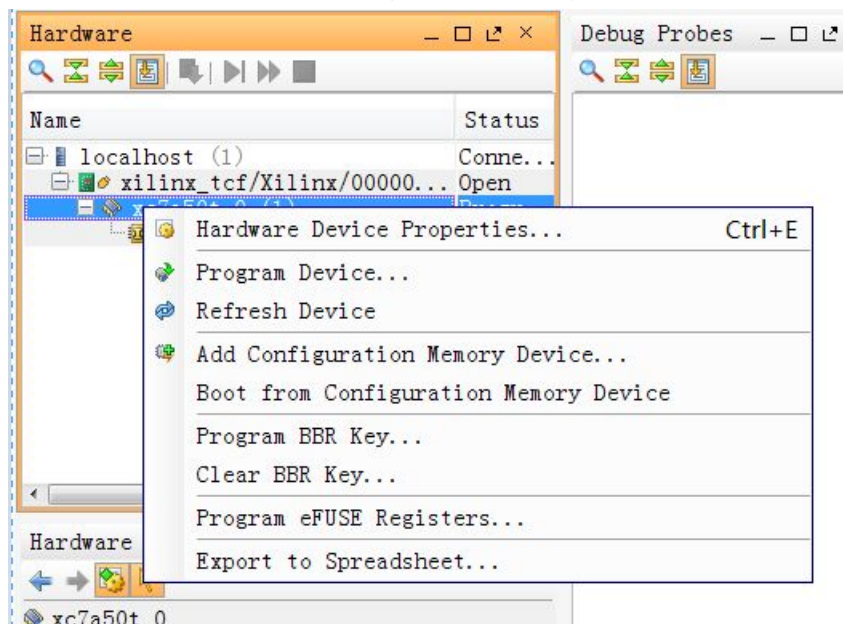 Hardware
Debug Probes
Name Status
localhost (1) Conne...
xilinx_tcf/Xilinx/00000... Open
Hardware Device Properties... Ctrl+E
Program Device...
Refresh Device
Add Configuration Memory Device...
Boot from Configuration Memory Device
Program BBR Key...
Clear BBR Key...
Program eFUSE Registers...
Export to Spreadsheet...
Hardware
xc7a50t_0